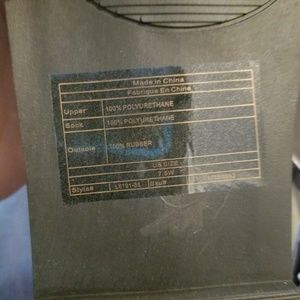 Made in China
Fabriqué En China
Upper 100% POLYURETHANE
Sock 100% POLYURETHANE
Outsole 100% RUBBER
US SIZE
7.5W
Style# Sku#